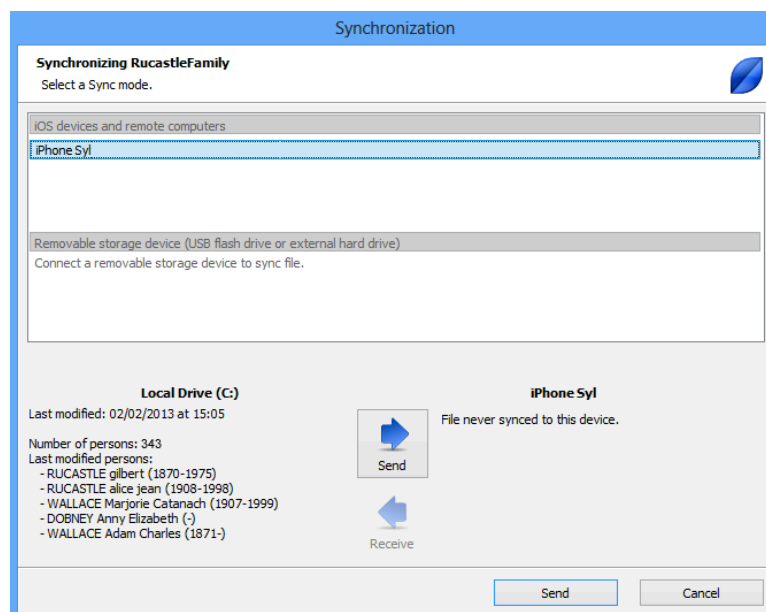 Synchronization
Synchronizing RucastleFamily
Select a Sync mode.
iOS devices and remote computers
iPhone Syl
Removable storage device (USB flash drive or external hard drive)
Connect a removable storage device to sync file.
Local Drive (C:)
Last modified: 02/02/2013 at 15:05
Number of persons: 343
Last modified persons:
- RUCASTLE gilbert (1870-1975)
- RUCASTLE alice jean (1908-1998)
- WALLACE Marjorie Catanach (1907-1999)
- DOBNEY Anny Elizabeth (-)
- WALLACE Adam Charles (1871-)
Send
Receive
iPhone Syl
File never synced to this device.
Send
Cancel